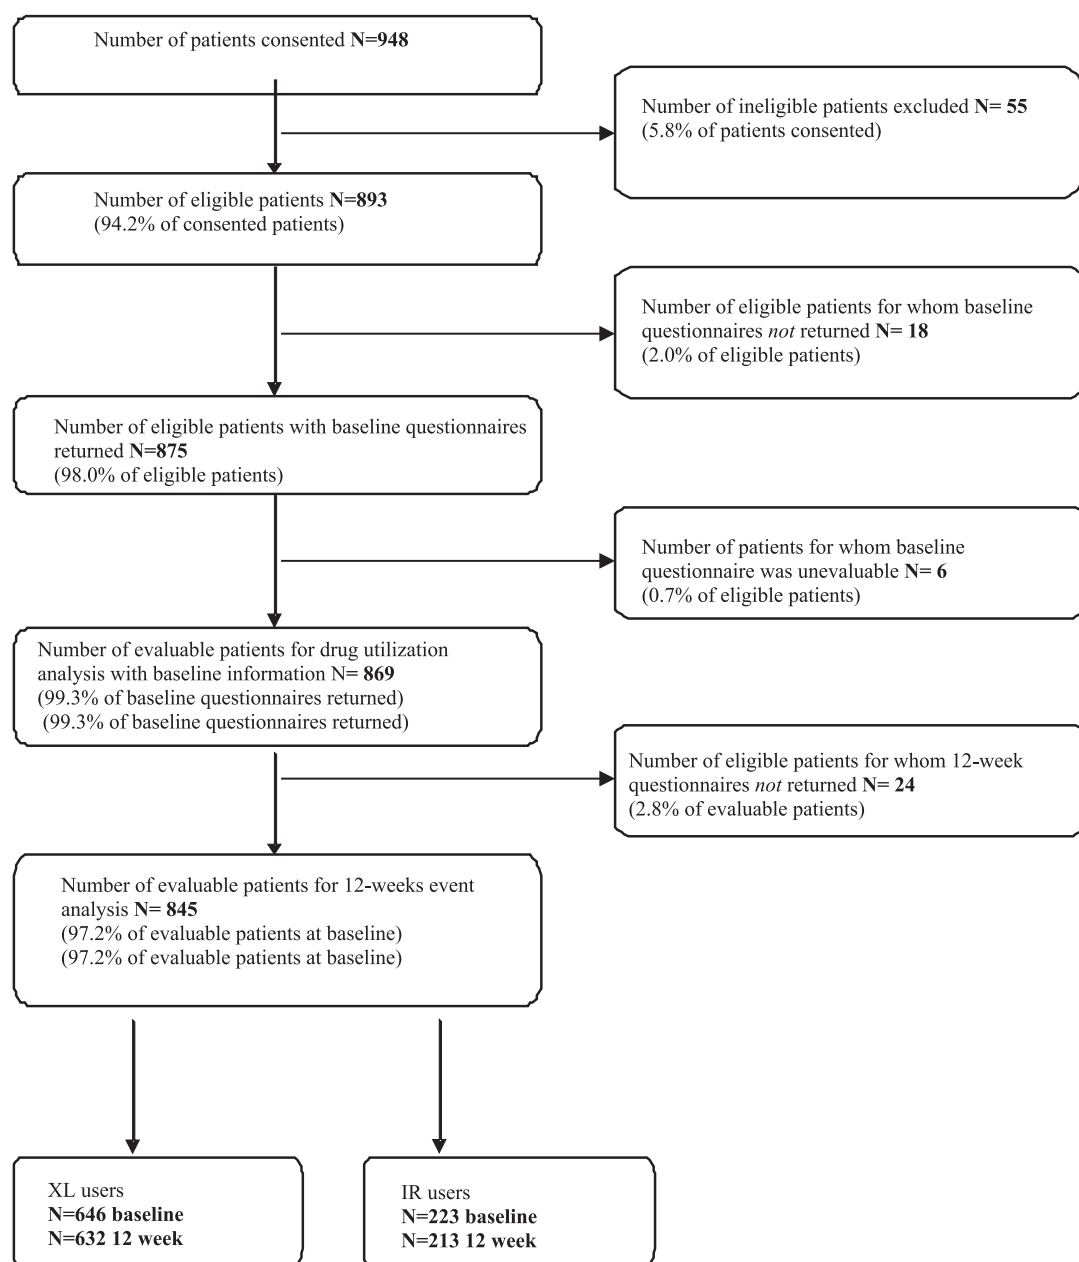 Number of patients consented N=948
Number of ineligible patients excluded N= 55
(5.8% of patients consented)
Number of eligible patients N=893
(94.2% of consented patients)
Number of eligible patients for whom baseline
questionnaires not returned N= 18
(2.0% of eligible patients)
Number of eligible patients with baseline questionnaires
returned N=875
(98.0% of eligible patients)
Number of patients for whom baseline
questionnaire was unevaluable N= 6
(0.7% of eligible patients)
Number of evaluable patients for drug utilization
analysis with baseline information N= 869
(99.3% of baseline questionnaires returned)
(99.3% of baseline questionnaires returned)
Number of eligible patients for whom 12-week
questionnaires not returned N= 24
(2.8% of evaluable patients)
Number of evaluable patients for 12-weeks event
analysis N= 845
(97.2% of evaluable patients at baseline)
(97.2% of evaluable patients at baseline)
XL users
N=646 baseline
N=632 12 week
IR users
N=223 baseline
N=213 12 week